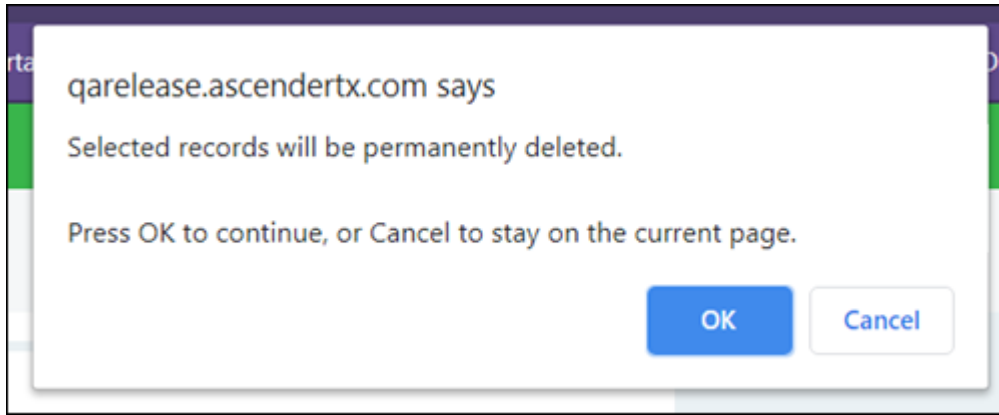 qarelease.ascendertx.com says
Selected records will be permanently deleted.
Press OK to continue, or Cancel to stay on the current page.
OK Cancel